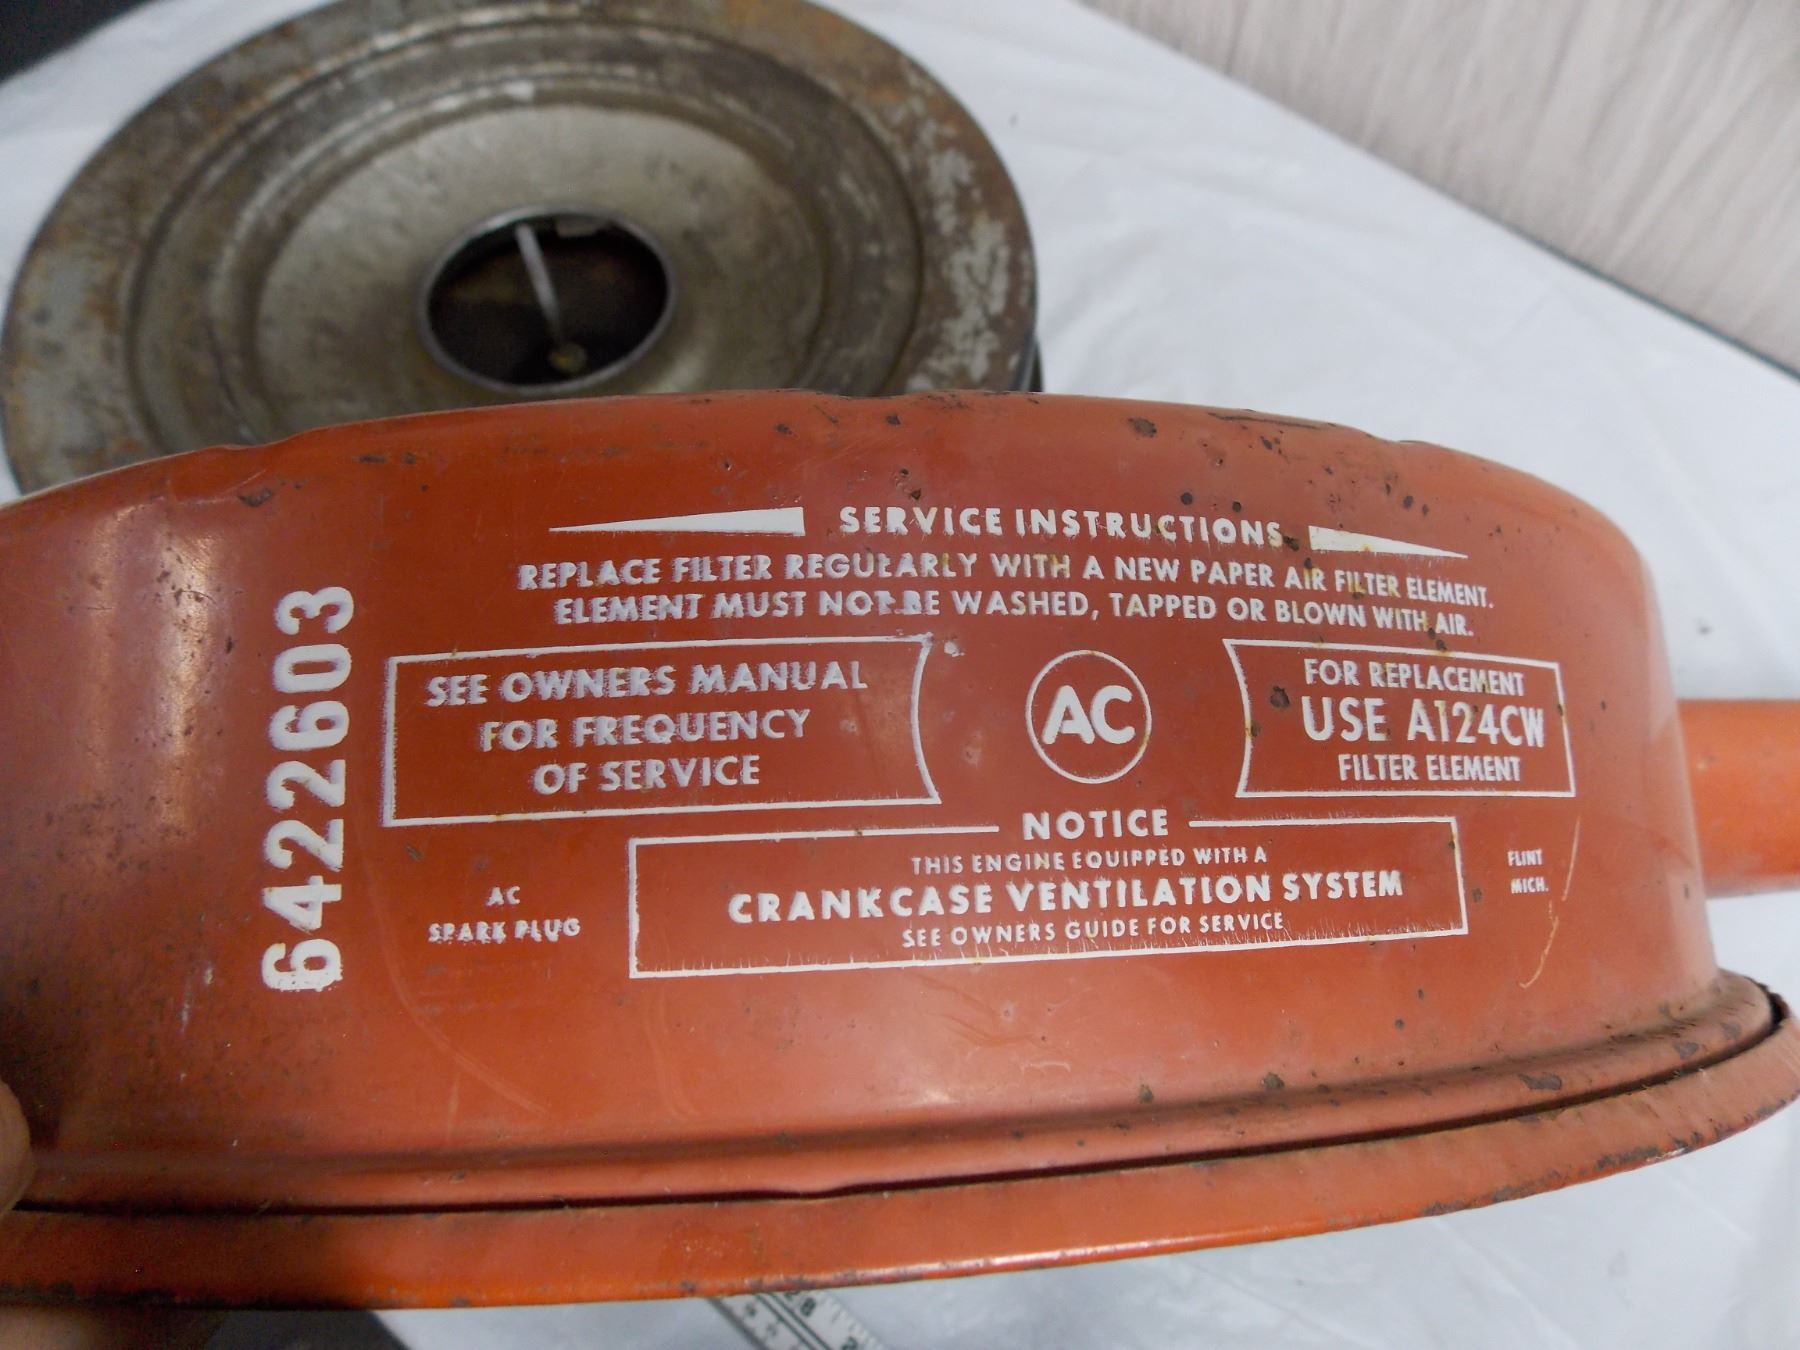 SERVICE INSTRUCTIONS
REPLACE FILTER REGULARLY WITH A NEW PAPER AIR FILTER ELEMENT.
ELEMENT MUST NOT BE WASHED, TAPPED OR BLOWN WITH AIR.
6422603
SEE OWNERS MANUAL
FOR FREQUENCY
OF SERVICE
AC
FOR REPLACEMENT
USE A124CW
FILTER ELEMENT
NOTICE
THIS ENGINE EQUIPPED WITH A
CRANKCASE VENTILATION SYSTEM
SEE OWNERS GUIDE FOR SERVICE
AC
SPARK PLUG
FLINT
MICH.